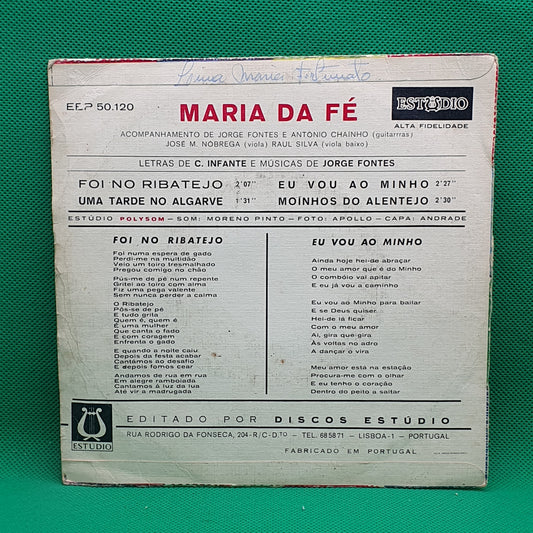 Maria Fortunato
EEP 50.120
MARIA DA FÉ
ESTÚDIO
ALTA FIDELIDADE
ACOMPANHAMENTO DE JORGE FONTES E ANTÓNIO CHAINHO (guitarrras)
JOSÉ M. NOBREGA (viola) RAUL SILVA (viola baixo)
LETRAS DE C. INFANTE E MÚSICAS DE JORGE FONTES
FOI NO RIBATEJO 2'07'' EU VOU AO MINHO 2'27''
UMA TARDE NO ALGARVE 1'31'' MOÍNHOS DO ALENTEJO 2'30''
ESTÚDIO POLYSOM — SOM: MORENO PINTO — FOTO: APOLLO — CAPA: ANDRADE
FOI NO RIBATEJO
Foi numa espera de gado
Perdi-me na multidão
Veio um toiro tresmalhado
Pregou comigo no chão
Pús-me de pé num repente
Gritei ao toiro com alma
Fiz uma pega valente
Sem nunca perder a calma
O Ribatejo
Pôs-se de pé
E tudo grita
Quem é, quem é
É uma mulher
Que canta o fado
E com coragem
Enfrenta o gado
E quando a noite caiu
Depois da festa acabar
Cantámos ao desafio
E depois fomos cear
Andamos de rua em rua
Em alegre rambolada
Cantamos à luz da lua
Até vir a madrugada
EU VOU AO MINHO
Ainda hoje hei-de abraçar
O meu amor que é do Minho
O combóio vai apitar
E eu já vou a caminho
Eu vou ao Minho para bailar
E se Deus quiser
Hei-de lá ficar
Com o meu amor
Ai, gira que gira
Às voltas no adro
A dançar o vira
Meu amor está na estação
Procura-me com o olhar
E eu tenho o coração
Dentro do peito a saltar
ESTÚDIO
EDITADO POR DISCOS ESTÚDIO
RUA RODRIGO DA FONSECA, 204-R/C-D.TO — TEL. 685871 — LISBOA-1 — PORTUGAL
FABRICADO EM PORTUGAL